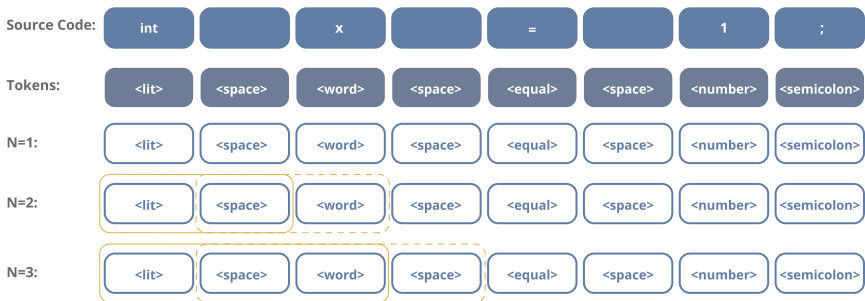 Source Code: int x = 1 ;
Tokens: <lit> <space> <word> <space> <equal> <space> <number> <semicolon>
N=1: <lit> <space> <word> <space> <equal> <space> <number> <semicolon>
N=2: <lit> <space> <word> <space> <equal> <space> <number> <semicolon>
N=3: <lit> <space> <word> <space> <equal> <space> <number> <semicolon>